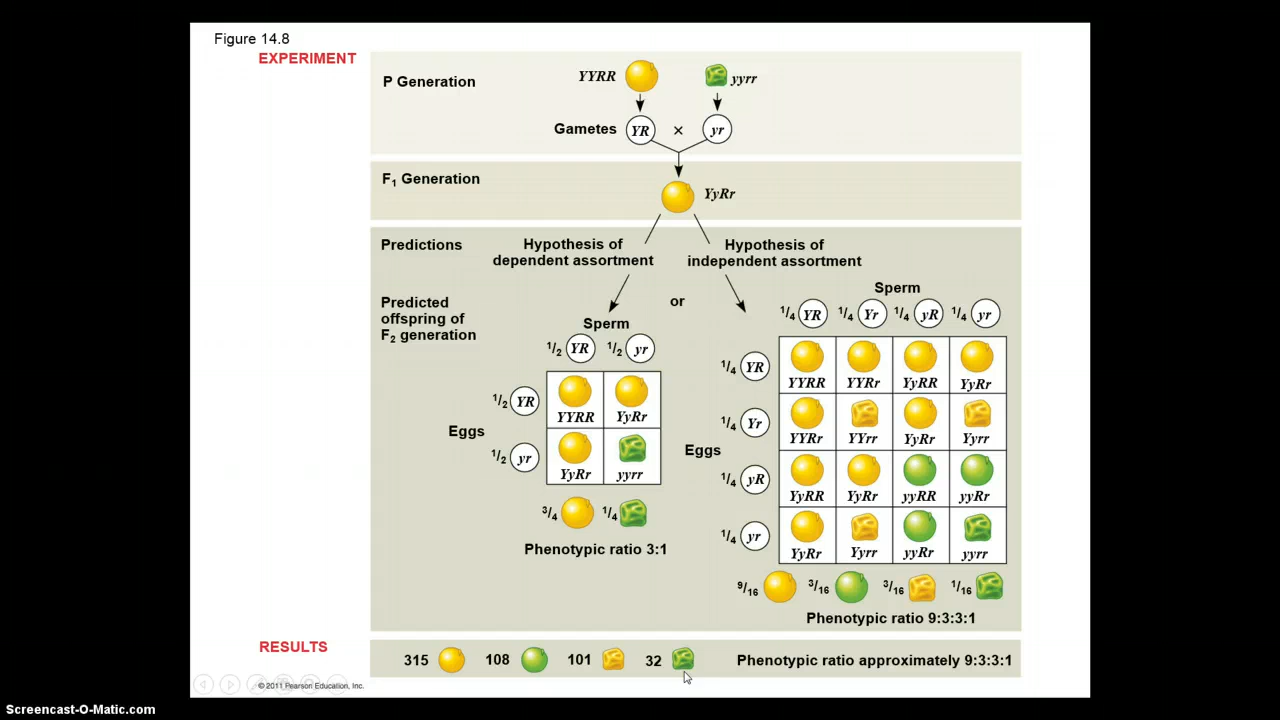 Figure 14.8
EXPERIMENT
P Generation
YYRR
yyrr
Gametes
YR
×
yr
F1 Generation
YyRr
Predictions
Hypothesis of
dependent assortment
Hypothesis of
independent assortment
or
Predicted
offspring of
F2 generation
Sperm
1/2 YR 1/2 yr
Eggs
1/2 YR
YYRR YyRr
1/2 yr
YyRr yyrr
3/4 1/4
Phenotypic ratio 3:1
Sperm
1/4 YR 1/4 Yr 1/4 yR 1/4 yr
Eggs
1/4 YR
YYRR YYRr YyRR YyRr
1/4 Yr
YYRr YYrr YyRr Yyrr
1/4 yR
YyRR YyRr yyRR yyRr
1/4 yr
YyRr Yyrr yyRr yyrr
9/16 3/16 3/16 1/16
Phenotypic ratio 9:3:3:1
RESULTS
315 108 101 32 Phenotypic ratio approximately 9:3:3:1
© 2011 Pearson Education, Inc.
Screencast-O-Matic.com